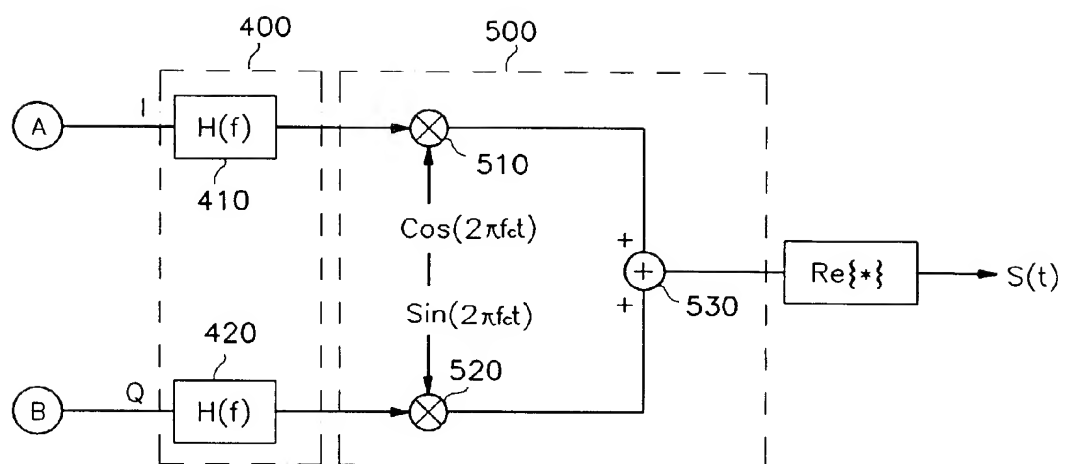 400
500
A
I
H(f)
410
510
Cos(2πfct)
+
+
530
+
Re{*}
S(t)
Sin(2πfct)
420
520
B
Q
H(f)